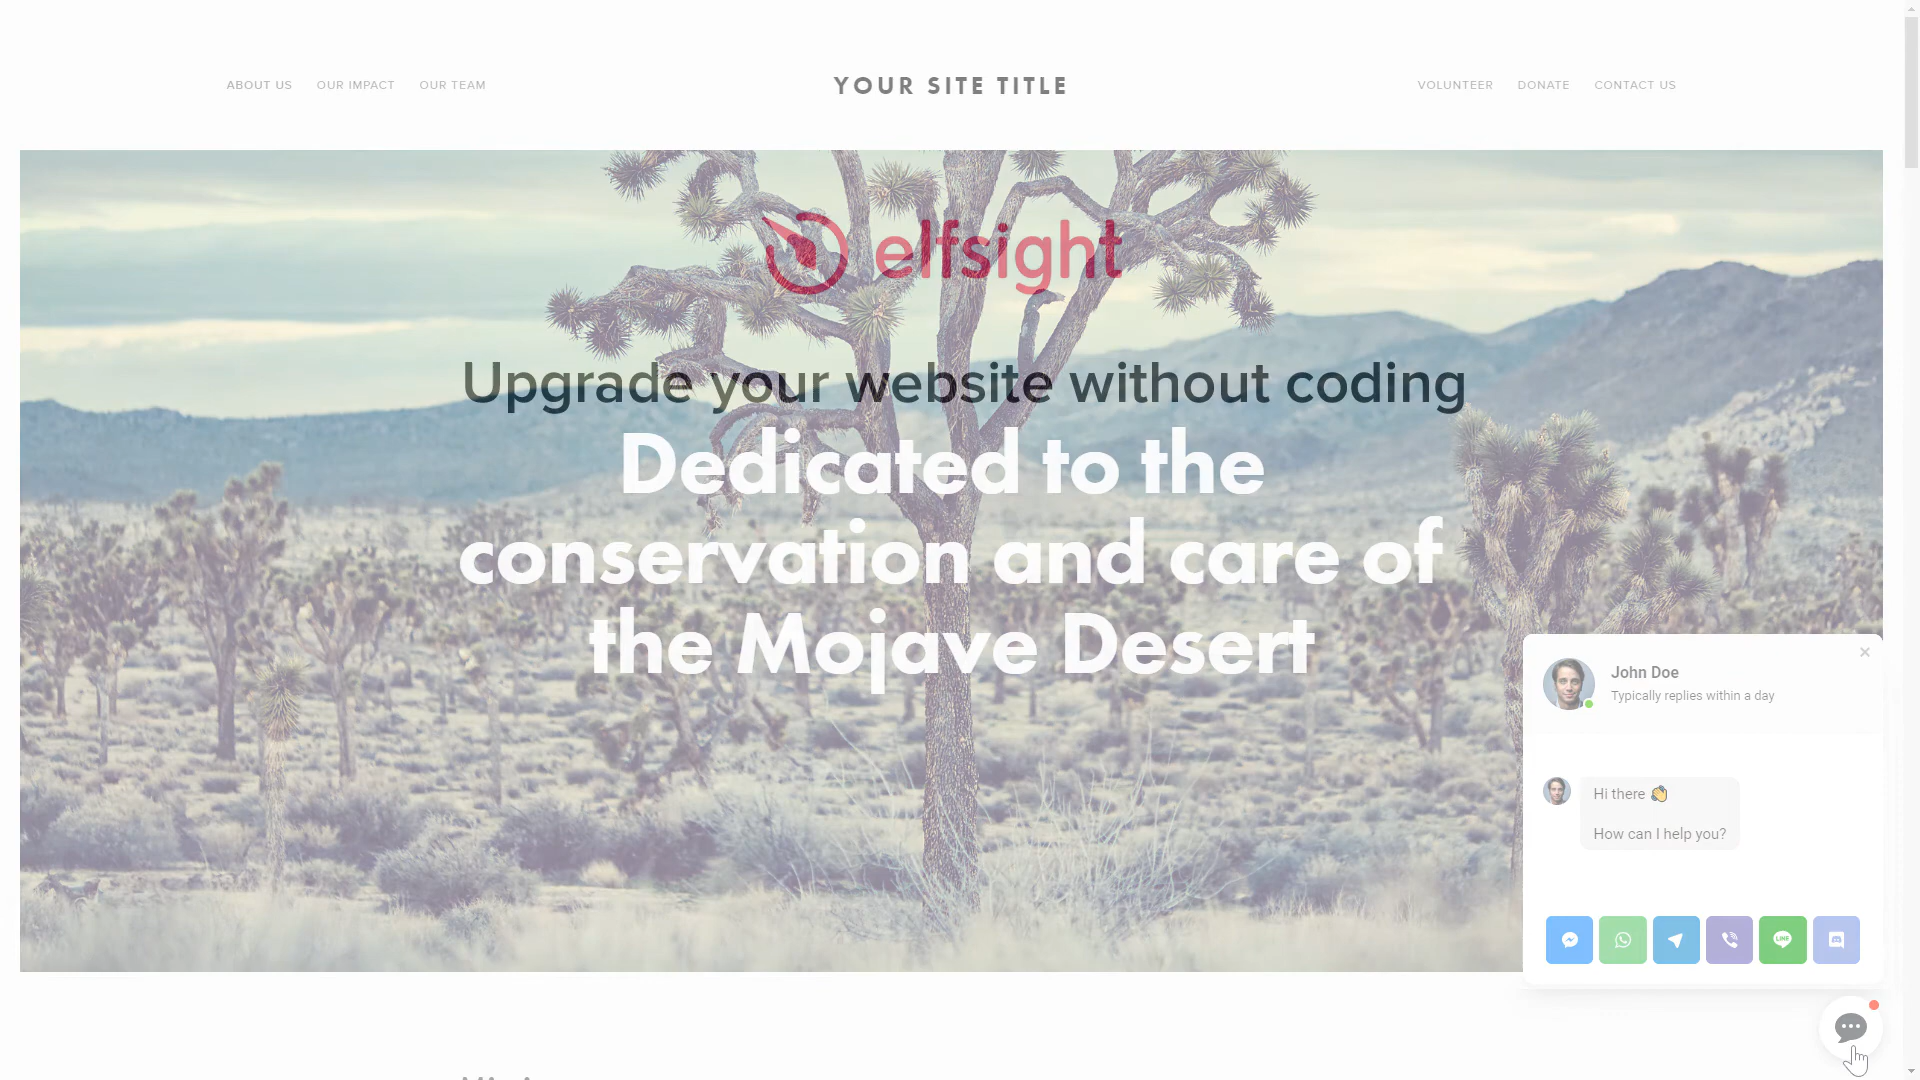 ABOUT US OUR IMPACT OUR TEAM YOUR SITE TITLE VOLUNTEER DONATE CONTACT US
elfsight
Upgrade your website without coding
Dedicated to the
conservation and care of
the Mojave Desert
John Doe
Typically replies within a day
Hi there 👋
How can I help you?
LINE